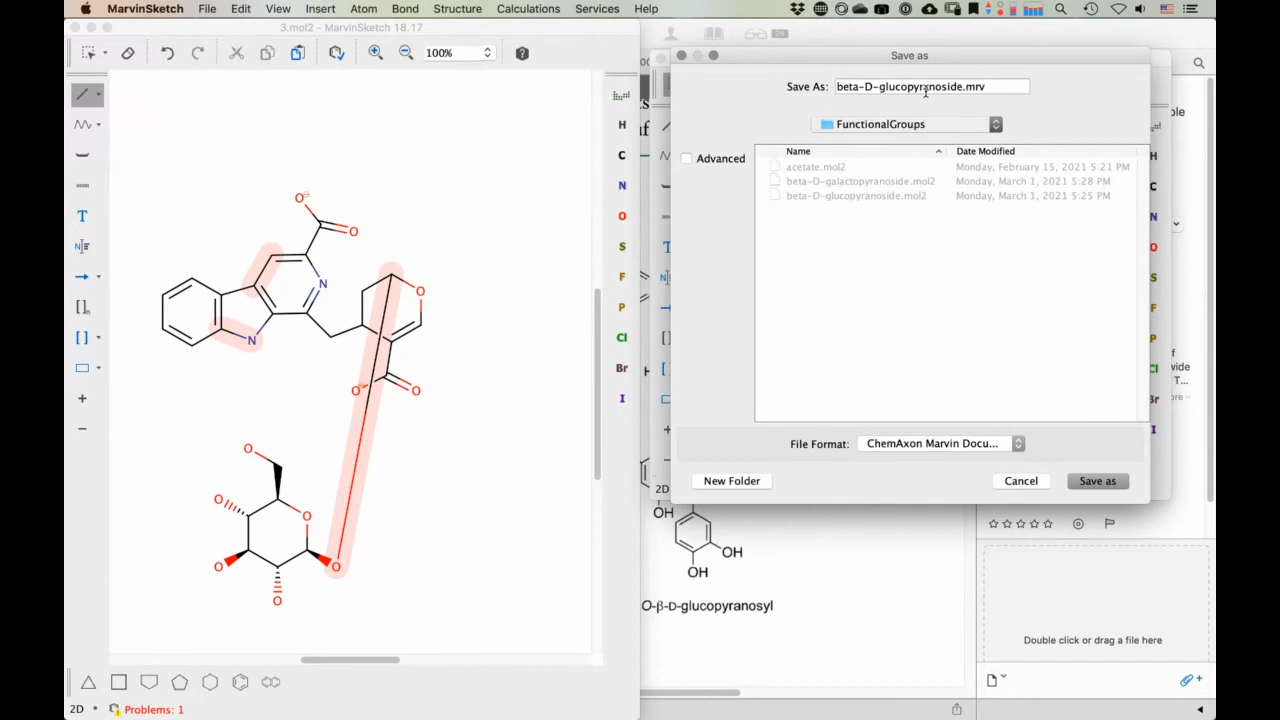 MarvinSketch File Edit View Insert Atom Bond Structure Calculations Services Help
3.mol2 - MarvinSketch 18.17
100%
Save as
Save As: beta-D-glucopyranoside.mrv
FunctionalGroups
Advanced
Name Date Modified
acetate.mol2 Monday, February 15, 2021 5:21 PM
beta-D-galactopyranoside.mol2 Monday, March 1, 2021 5:28 PM
beta-D-glucopyranoside.mol2 Monday, March 1, 2021 5:25 PM
File Format: ChemAxon Marvin Docu...
New Folder Cancel Save as
H
C
N
O
S
F
P
Cl
Br
I
T
O
O
N
N
O
O
O
O
O
O
O
O
O
2D
Problems: 1
2D
OH
OH
OH
O-β-D-glucopyranosyl
Double click or drag a file here